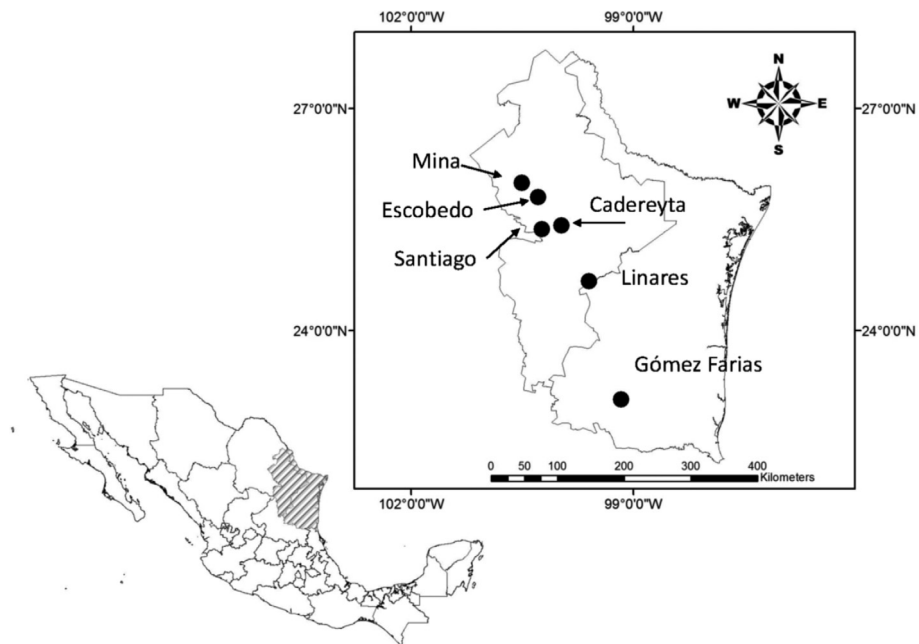 102°0'0"W 99°0'0"W
N
W E
S
27°0'0"N 27°0'0"N
Mina
Escobedo
Cadereyta
Santiago
Linares
24°0'0"N 24°0'0"N
Gómez Farias
0 50 100 200 300 400
Kilometers
102°0'0"W 99°0'0"W